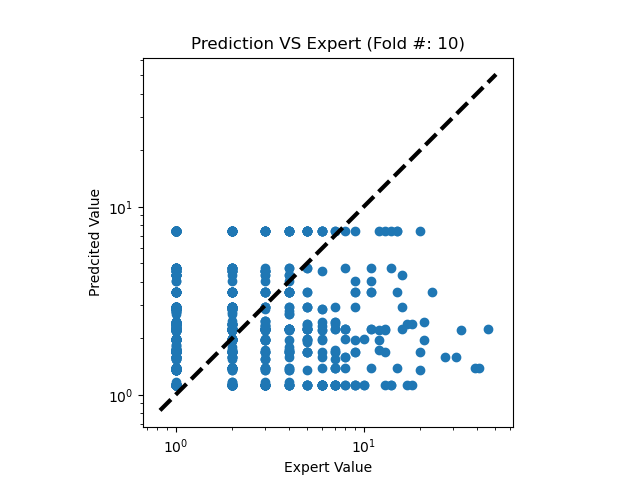 Prediction VS Expert (Fold #: 10)
Predcited Value
10¹
10⁰
10⁰
10¹
Expert Value